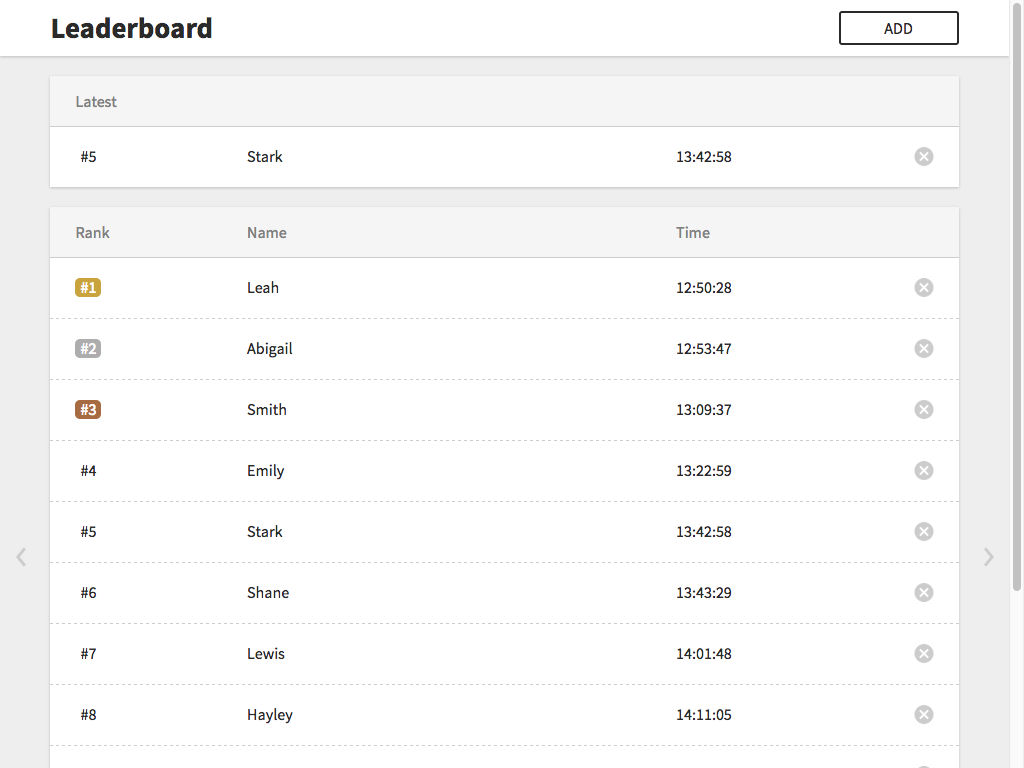 Leaderboard ADD
Latest
#5 Stark 13:42:58
Rank Name Time
#1 Leah 12:50:28
#2 Abigail 12:53:47
#3 Smith 13:09:37
#4 Emily 13:22:59
#5 Stark 13:42:58
#6 Shane 13:43:29
#7 Lewis 14:01:48
#8 Hayley 14:11:05